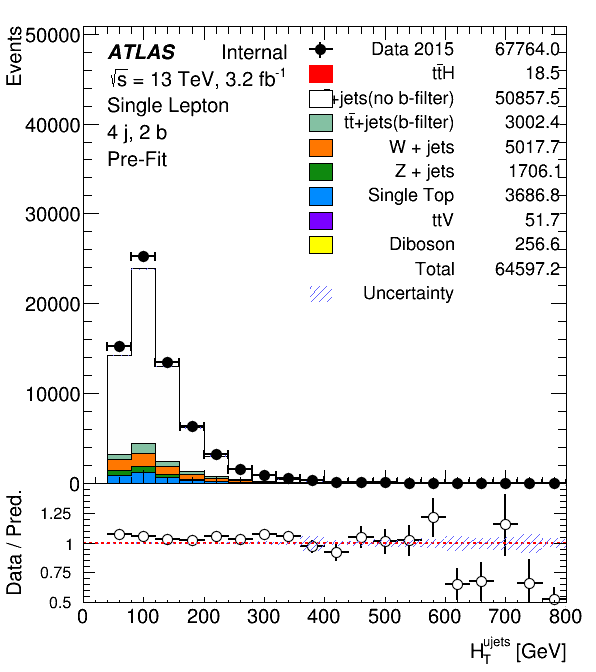 Events
50000
40000
30000
20000
10000
0
ATLAS Internal
√s = 13 TeV, 3.2 fb⁻¹
Single Lepton
4 j, 2 b
Pre-Fit
Data 2015 67764.0
tt̄H 18.5
+jets(no b-filter) 50857.5
tt̄+jets(b-filter) 3002.4
W + jets 5017.7
Z + jets 1706.1
Single Top 3686.8
ttV 51.7
Diboson 256.6
Total 64597.2
Uncertainty
Data / Pred.
1.25
1
0.75
0.5
0 100 200 300 400 500 600 700 800
H_T^ujets [GeV]